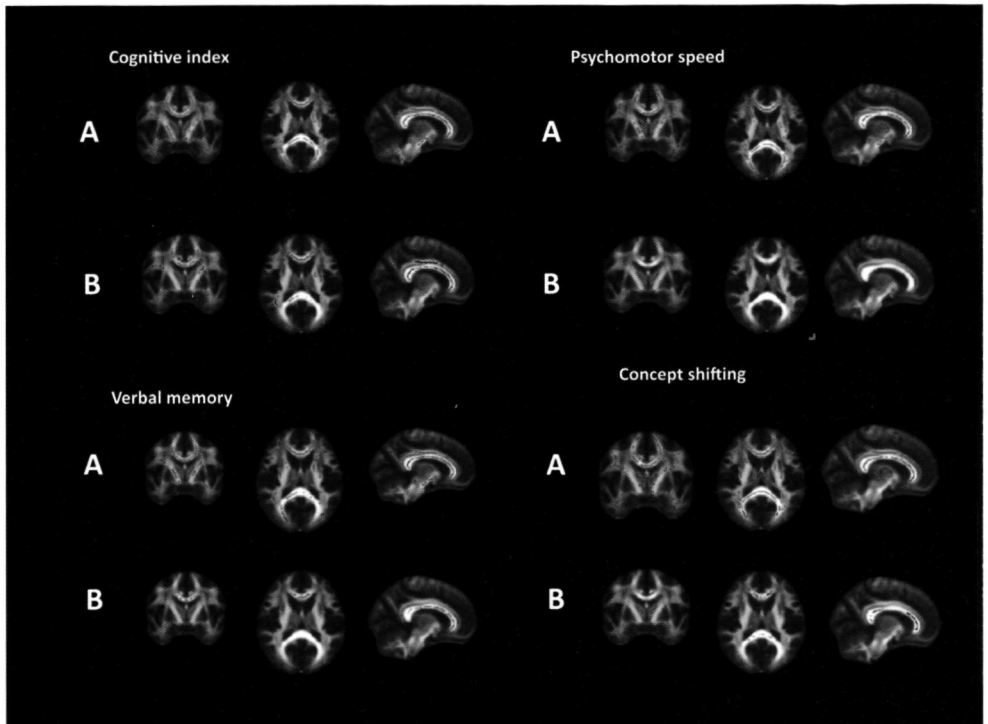 Cognitive index
A
B
Psychomotor speed
A
B
Verbal memory
A
B
Concept shifting
A
B